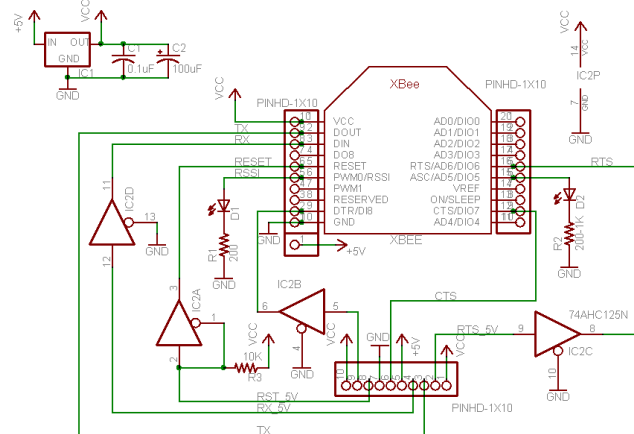 +5V
VCC
IN
OUT
GND
IC1
C1
0.1uF
C2
100uF
GND
VCC
14
VCC
IC2P
7
GND
GND
VCC
PINHD-1X10
XBee
PINHD-1X10
VCC
DOUT
DIN
DO8
RESET
PWM0/RSSI
PWM1
RESERVED
DTR/DI8
GND
AD0/DIO0
AD1/DIO1
AD2/DIO2
AD3/DIO3
RTS/AD6/DIO6
ASC/AD5/DIO5
VREF
ON/SLEEP
CTS/DIO7
AD4/DIO4
XBEE
TX
RX
RESET
RSSI
RTS
11
IC2D
13
GND
12
D1
R1
200
GND
GND
1
+5V
D2
R2
200-1K
GND
3
IC2A
1
2
10K
R3
VCC
IC2B
6
5
4
GND
CTS
VCC
GND
+5V
RTS_5V
VCC
9
74AHC125N
8
IC2C
10
GND
PINHD-1X10
RST_5V
RX_5V
TX